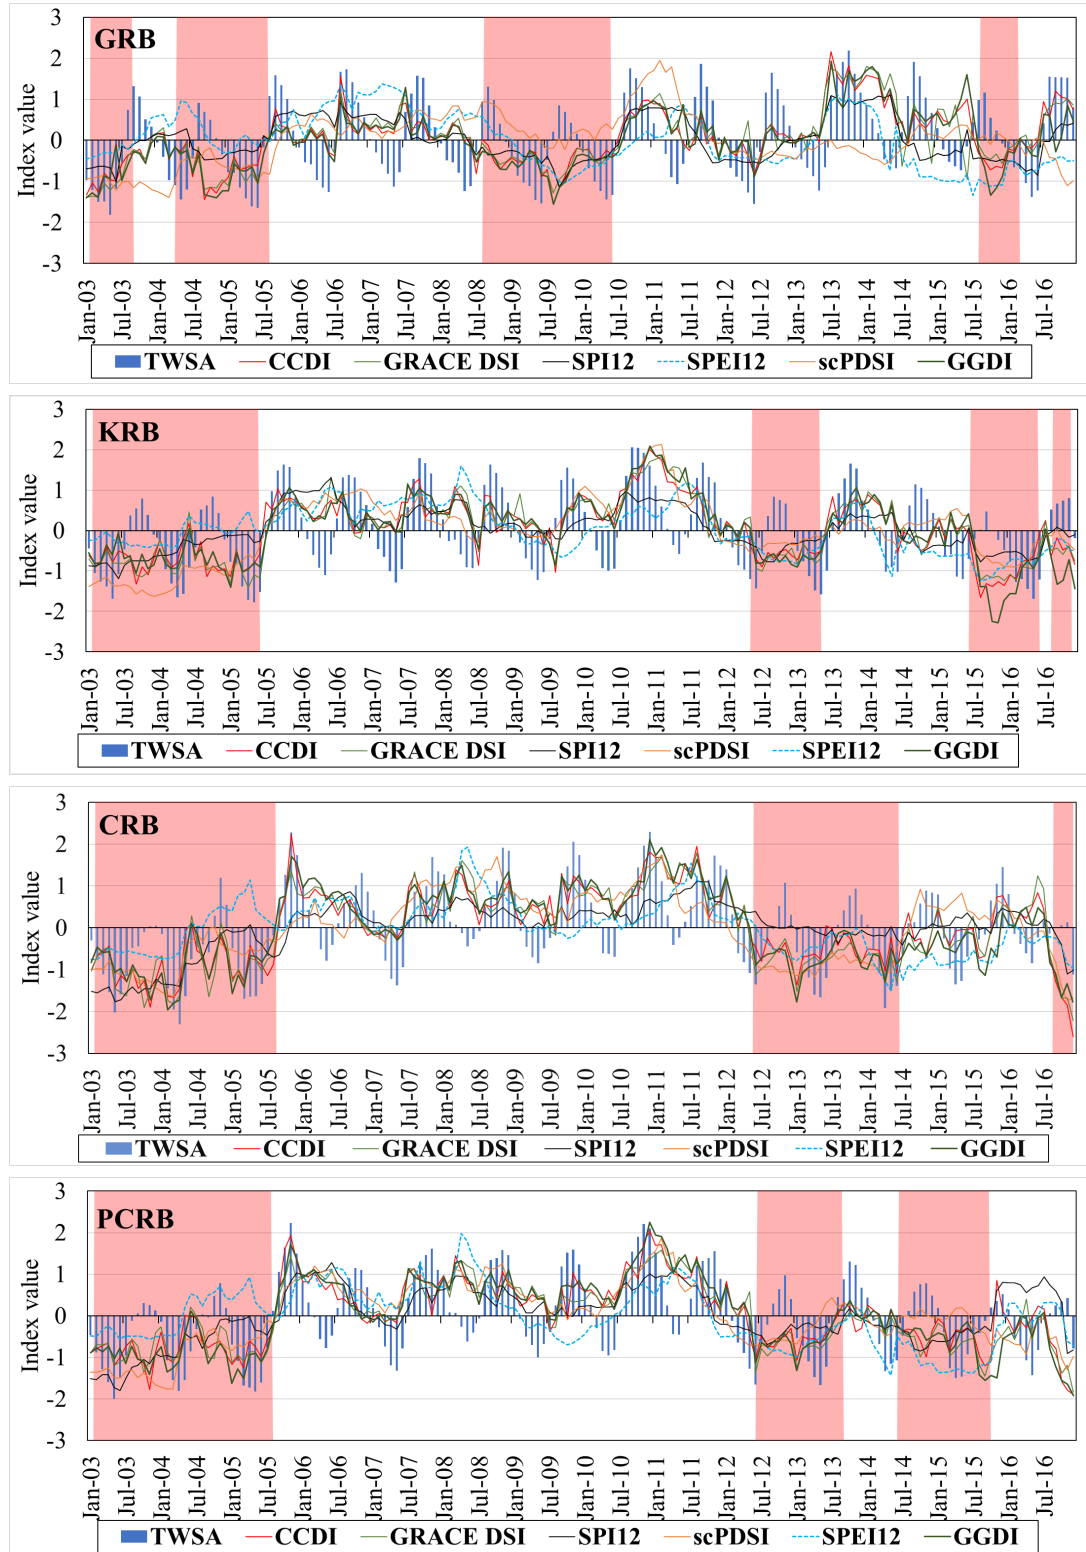 GRB
3
2
1
0
-1
-2
-3
Index value
Jan-03 Jul-03 Jan-04 Jul-04 Jan-05 Jul-05 Jan-06 Jul-06 Jan-07 Jul-07 Jan-08 Jul-08 Jan-09 Jul-09 Jan-10 Jul-10 Jan-11 Jul-11 Jan-12 Jul-12 Jan-13 Jul-13 Jan-14 Jul-14 Jan-15 Jul-15 Jan-16 Jul-16
TWSA CCDI GRACE DSI SPI12 SPEI12 scPDSI GGDI
KRB
3
2
1
0
-1
-2
-3
Index value
Jan-03 Jul-03 Jan-04 Jul-04 Jan-05 Jul-05 Jan-06 Jul-06 Jan-07 Jul-07 Jan-08 Jul-08 Jan-09 Jul-09 Jan-10 Jul-10 Jan-11 Jul-11 Jan-12 Jul-12 Jan-13 Jul-13 Jan-14 Jul-14 Jan-15 Jul-15 Jan-16 Jul-16
TWSA CCDI GRACE DSI SPI12 scPDSI SPEI12 GGDI
CRB
3
2
1
0
-1
-2
-3
Index value
Jan-03 Jul-03 Jan-04 Jul-04 Jan-05 Jul-05 Jan-06 Jul-06 Jan-07 Jul-07 Jan-08 Jul-08 Jan-09 Jul-09 Jan-10 Jul-10 Jan-11 Jul-11 Jan-12 Jul-12 Jan-13 Jul-13 Jan-14 Jul-14 Jan-15 Jul-15 Jan-16 Jul-16
TWSA CCDI GRACE DSI SPI12 scPDSI SPEI12 GGDI
PCRB
3
2
1
0
-1
-2
-3
Index value
Jan-03 Jul-03 Jan-04 Jul-04 Jan-05 Jul-05 Jan-06 Jul-06 Jan-07 Jul-07 Jan-08 Jul-08 Jan-09 Jul-09 Jan-10 Jul-10 Jan-11 Jul-11 Jan-12 Jul-12 Jan-13 Jul-13 Jan-14 Jul-14 Jan-15 Jul-15 Jan-16 Jul-16
TWSA CCDI GRACE DSI SPI12 scPDSI SPEI12 GGDI